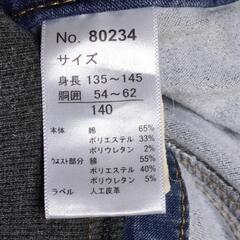 No. 80234
サイズ
身長 135～145
胴囲 54～62
140
本体 綿 65%
ポリエステル 33%
ポリウレタン 2%
ウエスト部分 綿 55%
ポリエステル 40%
ポリウレタン 5%
ラベル 人工皮革